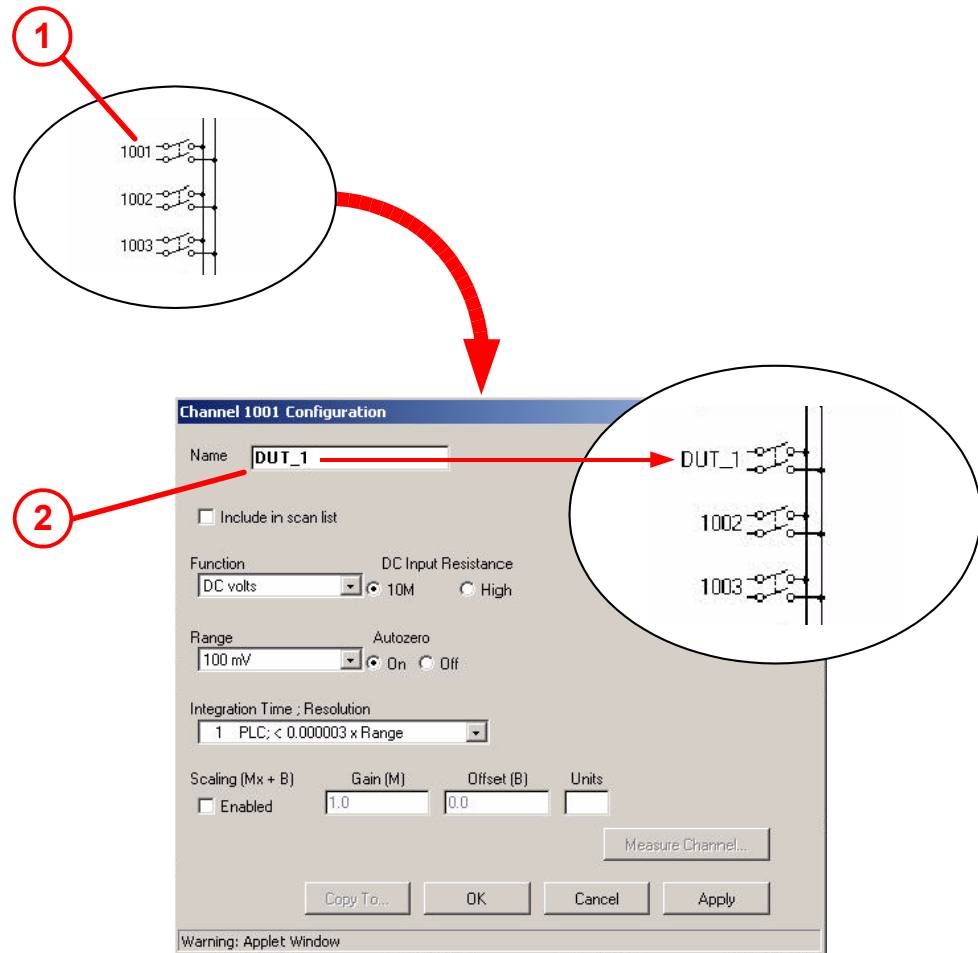 1
1001
1002
1003
Channel 1001 Configuration
Name DUT_1
DUT_1
1002
1003
2
Include in scan list
Function DC Input Resistance
DC volts 10M High
Range Autozero
100 mV On Off
Integration Time ; Resolution
1 PLC; < 0.000003 x Range
Scaling (Mx + B) Gain (M) Offset (B) Units
Enabled 1.0 0.0
Measure Channel...
Copy To... OK Cancel Apply
Warning: Applet Window